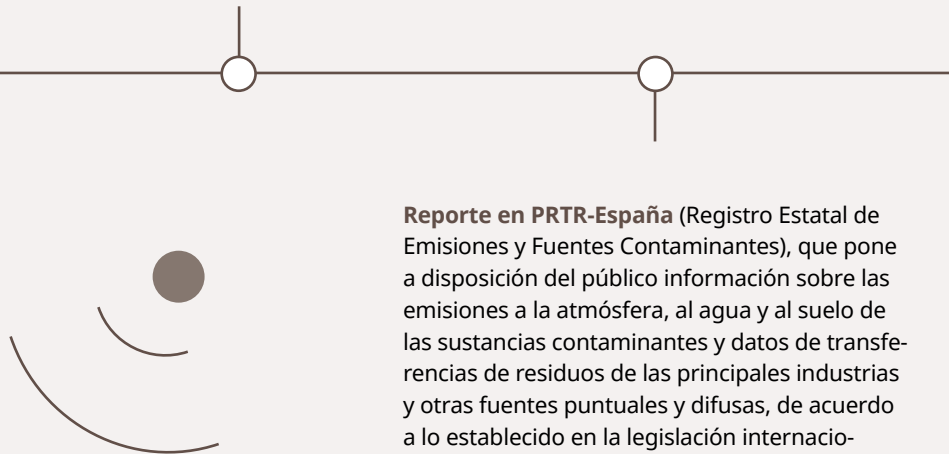 Reporte en PRTR-España (Registro Estatal de
Emisiones y Fuentes Contaminantes), que pone
a disposición del público información sobre las
emisiones a la atmósfera, al agua y al suelo de
las sustancias contaminantes y datos de transfe-
rencias de residuos de las principales industrias
y otras fuentes puntuales y difusas, de acuerdo
a lo establecido en la legislación internacio-